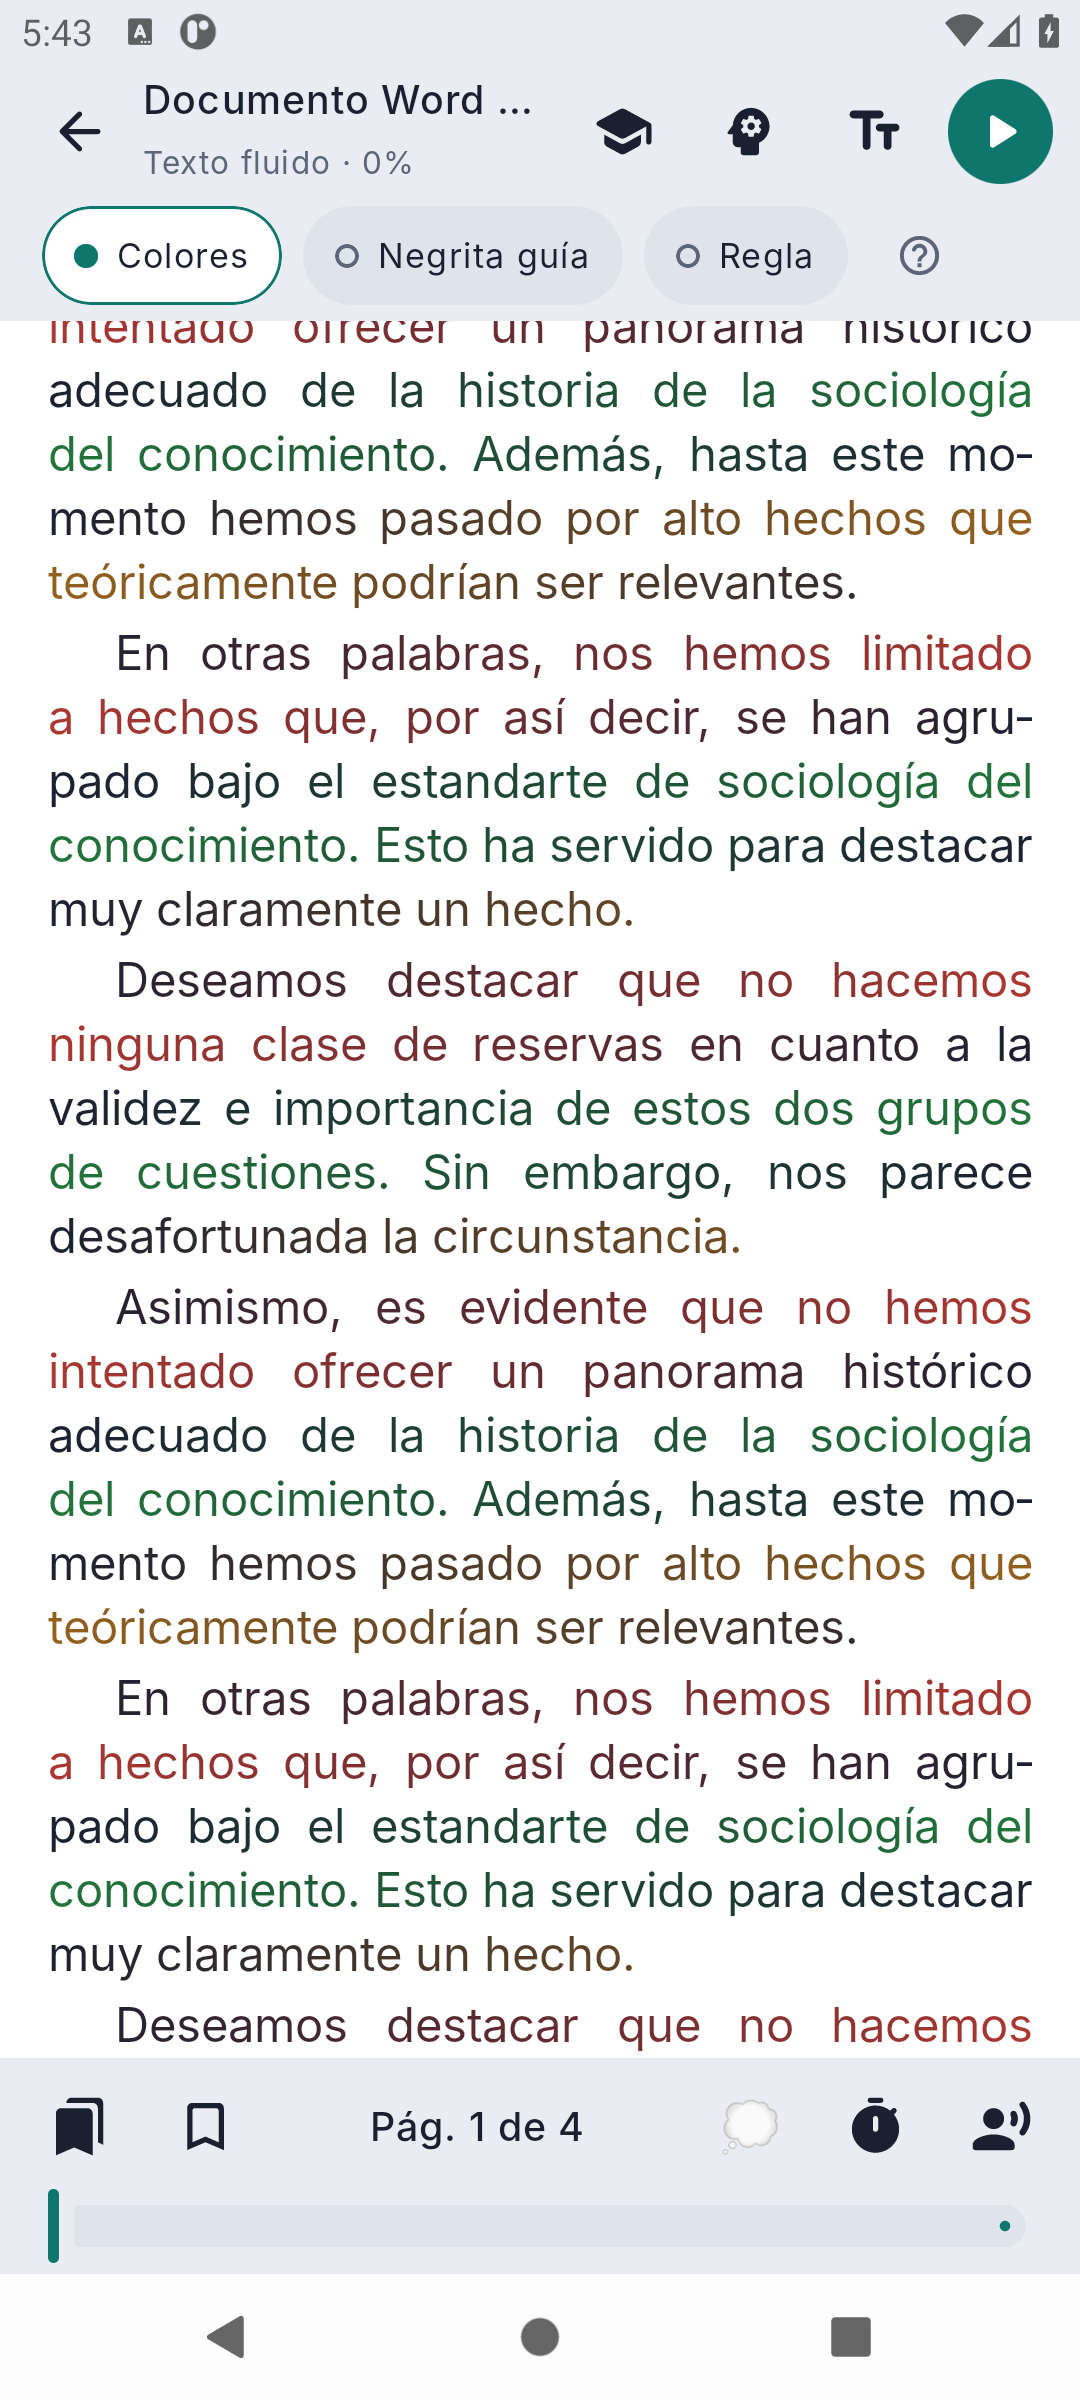 5:43
Documento Word ...
Texto fluido · 0%
Colores
Negrita guía
Regla
intentado ofrecer un panorama histórico
adecuado de la historia de la sociología
del conocimiento. Además, hasta este mo-
mento hemos pasado por alto hechos que
teóricamente podrían ser relevantes.
En otras palabras, nos hemos limitado
a hechos que, por así decir, se han agru-
pado bajo el estandarte de sociología del
conocimiento. Esto ha servido para destacar
muy claramente un hecho.
Deseamos destacar que no hacemos
ninguna clase de reservas en cuanto a la
validez e importancia de estos dos grupos
de cuestiones. Sin embargo, nos parece
desafortunada la circunstancia.
Asimismo, es evidente que no hemos
intentado ofrecer un panorama histórico
adecuado de la historia de la sociología
del conocimiento. Además, hasta este mo-
mento hemos pasado por alto hechos que
teóricamente podrían ser relevantes.
En otras palabras, nos hemos limitado
a hechos que, por así decir, se han agru-
pado bajo el estandarte de sociología del
conocimiento. Esto ha servido para destacar
muy claramente un hecho.
Deseamos destacar que no hacemos
Pág. 1 de 4